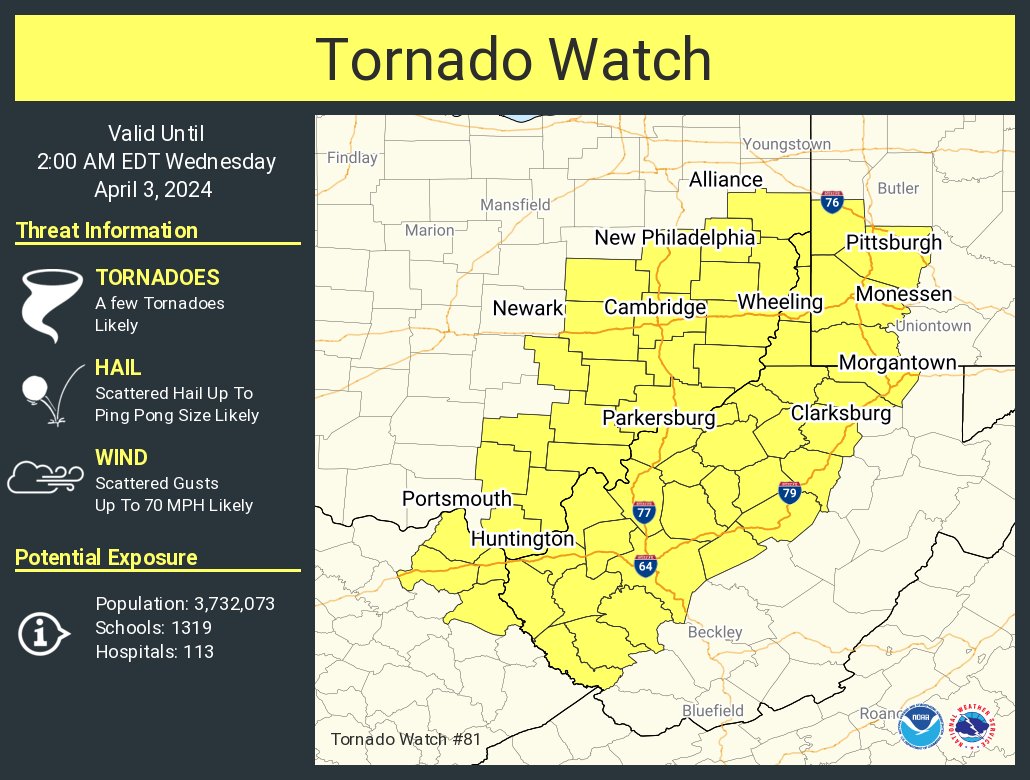 Tornado Watch
Valid Until
2:00 AM EDT Wednesday
April 3, 2024
Threat Information
TORNADOES
A few Tornadoes
Likely
HAIL
Scattered Hail Up To
Ping Pong Size Likely
WIND
Scattered Gusts
Up To 70 MPH Likely
Potential Exposure
Population: 3,732,073
Schools: 1319
Hospitals: 113
Youngstown
Findlay
Alliance
Butler
76
Mansfield
Marion
New Philadelphia
Pittsburgh
Monessen
Newark
Cambridge
Wheeling
Uniontown
Morgantown
Parkersburg
Clarksburg
79
Portsmouth
77
Huntington
64
Beckley
Bluefield
Roano
NOAA
NATIONAL WEATHER SERVICE
Tornado Watch #81